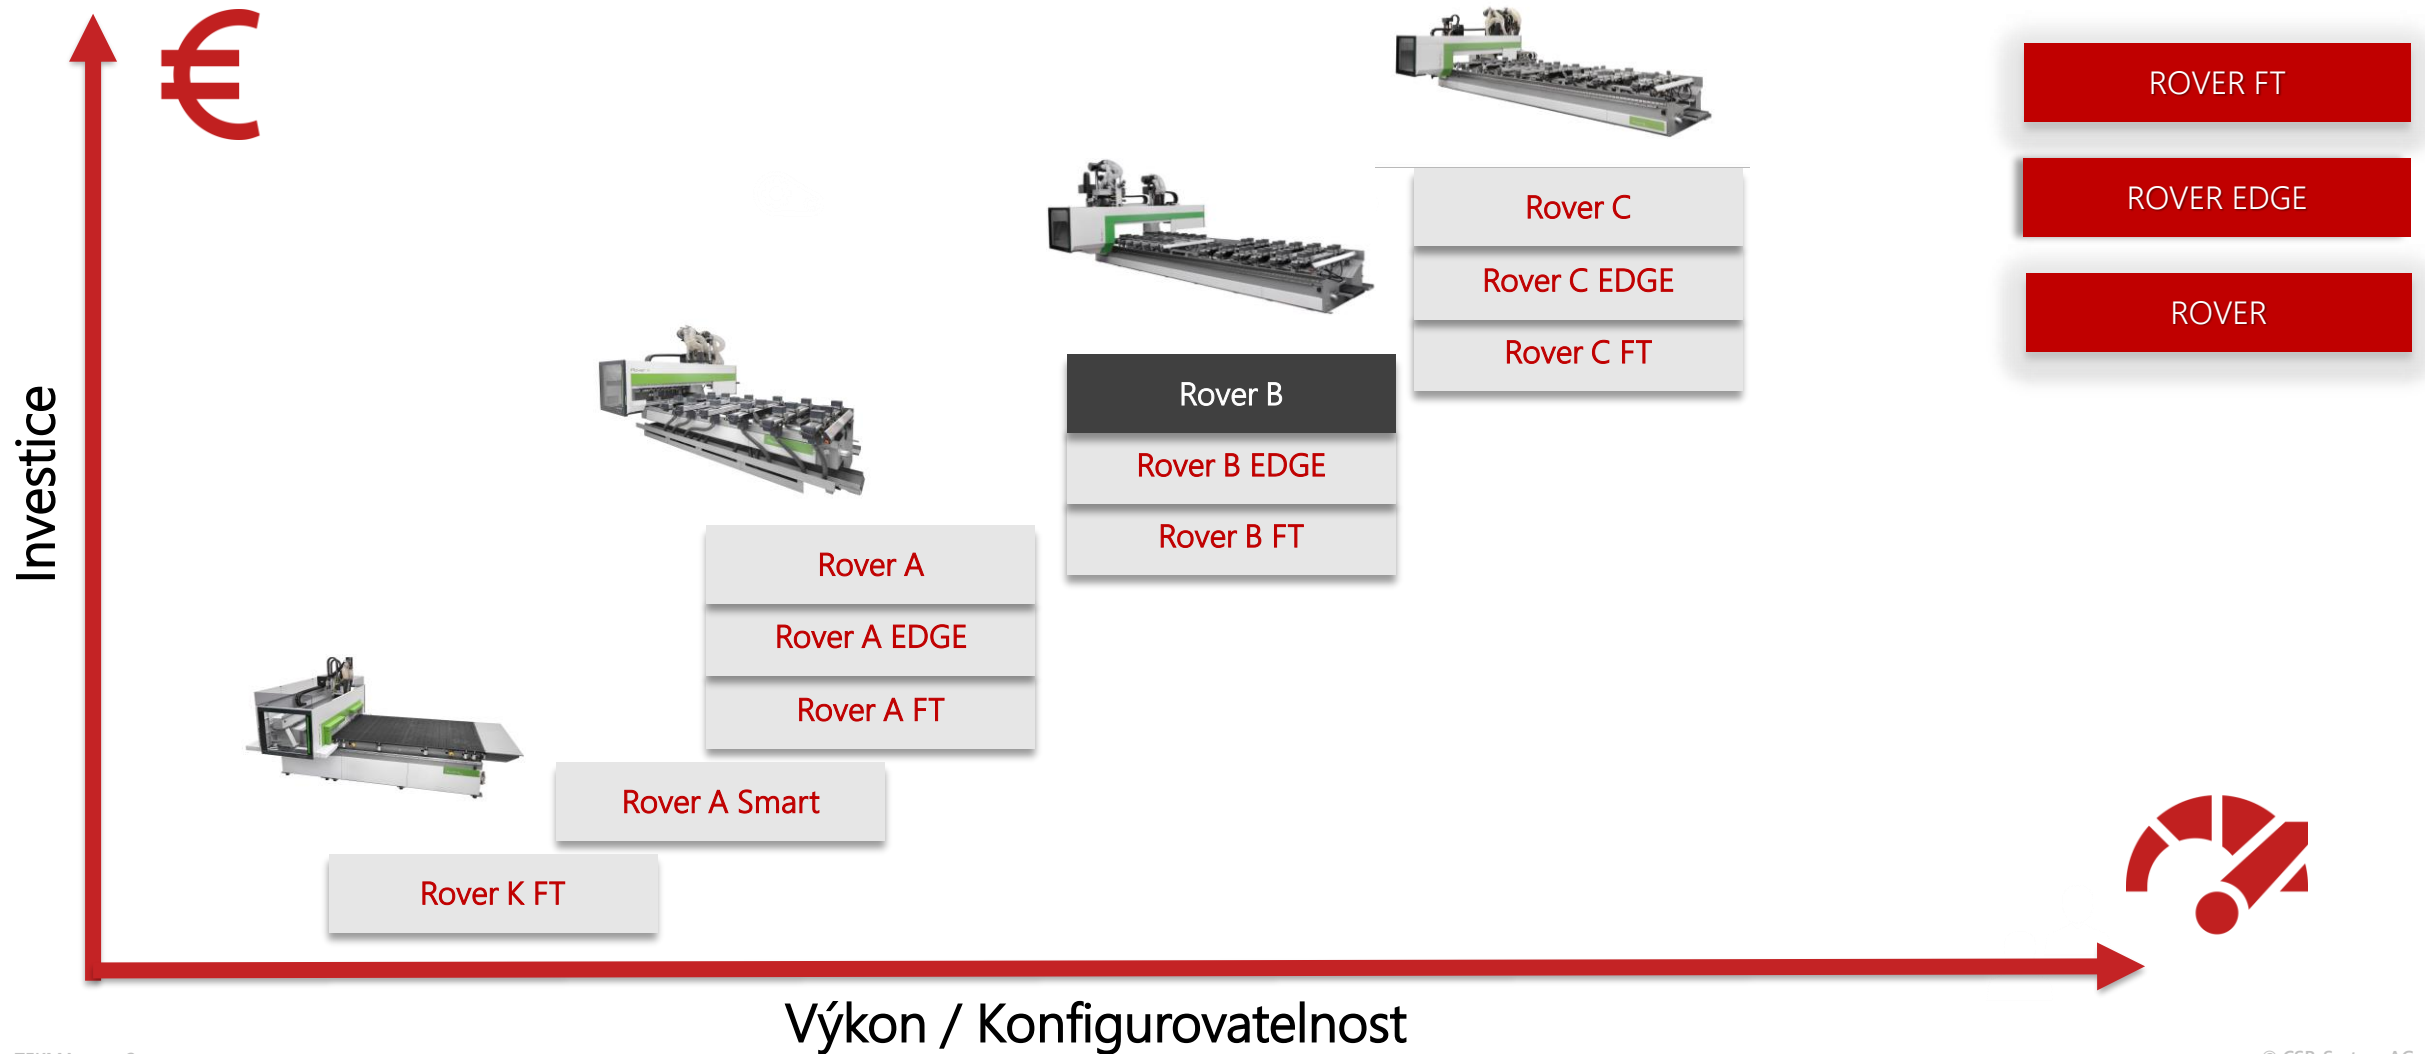 €
ROVER FT
ROVER EDGE
ROVER
Rover C
Rover C EDGE
Rover C FT
Rover B
Rover B EDGE
Rover B FT
Investice
Rover A
Rover A EDGE
Rover A FT
Rover A Smart
Rover K FT
Výkon / Konfigurovatelnost